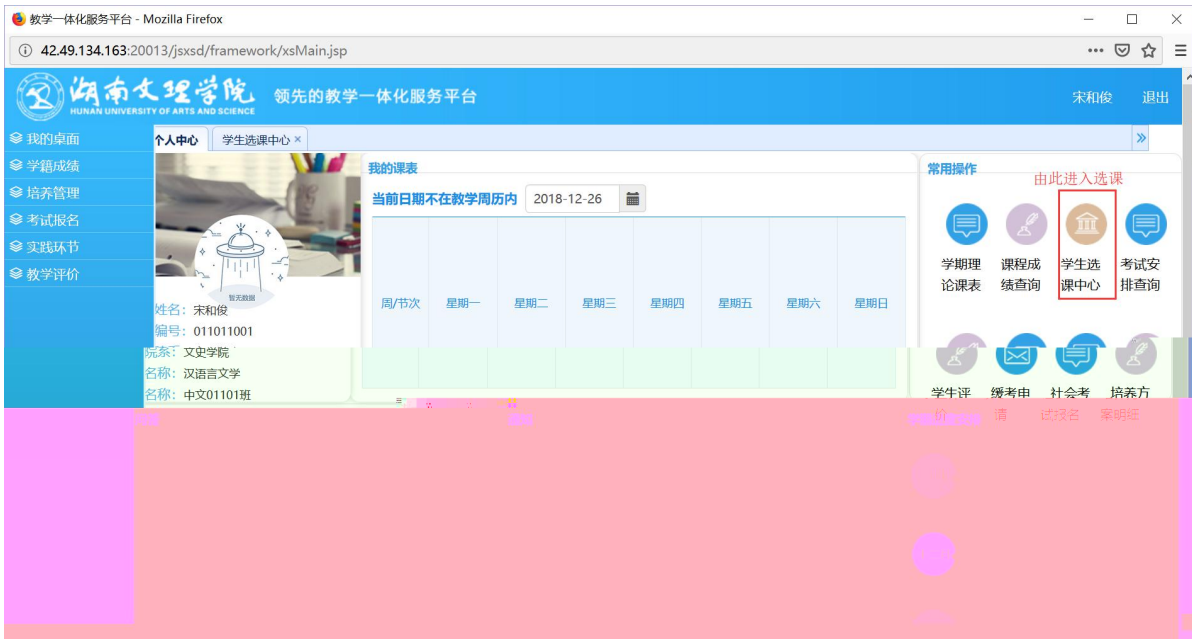 教学一体化服务平台 - Mozilla Firefox
42.49.134.163:20013/jsxsd/framework/xsMain.jsp
湖南文理学院 领先的教学一体化服务平台 宋和俊 退出
HUNAN UNIVERSITY OF ARTS AND SCIENCE
我的桌面
学籍成绩
培养管理
考试报名
实践环节
教学评价
个人中心 学生选课中心 ×
暂无数据
姓名：宋和俊
编号：011011001
院系：文史学院
名称：汉语言文学
名称：中文01101班
我的课表
当前日期不在教学周历内 2018-12-26
周/节次 星期一 星期二 星期三 星期四 星期五 星期六 星期日
常用操作
由此进入选课
学期理论课表
课程成绩查询
学生选课中心
考试安排查询
学生评价
缓考申请
社会考试报名
培养方案明细